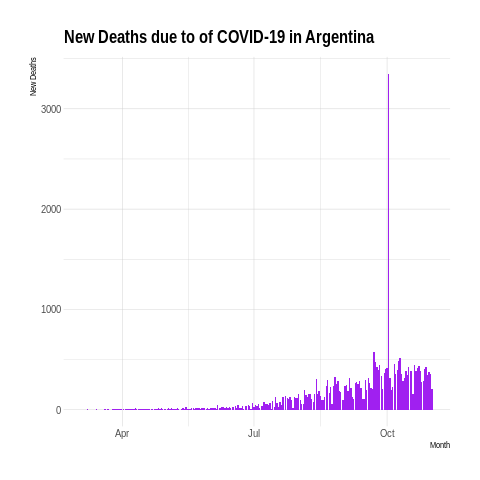 New Deaths due to of COVID-19 in Argentina
New Deaths
3000
2000
1000
0
Apr
Jul
Oct
Month